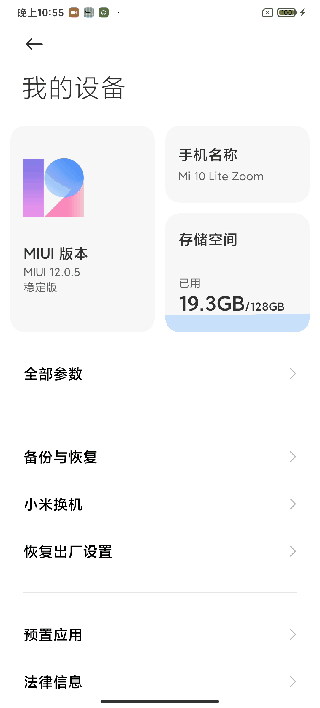 晚上10:55
100
我的设备
MIUI 版本
MIUI 12.0.5
稳定版
手机名称
Mi 10 Lite Zoom
存储空间
已用
19.3GB/128GB
全部参数
备份与恢复
小米换机
恢复出厂设置
预置应用
法律信息